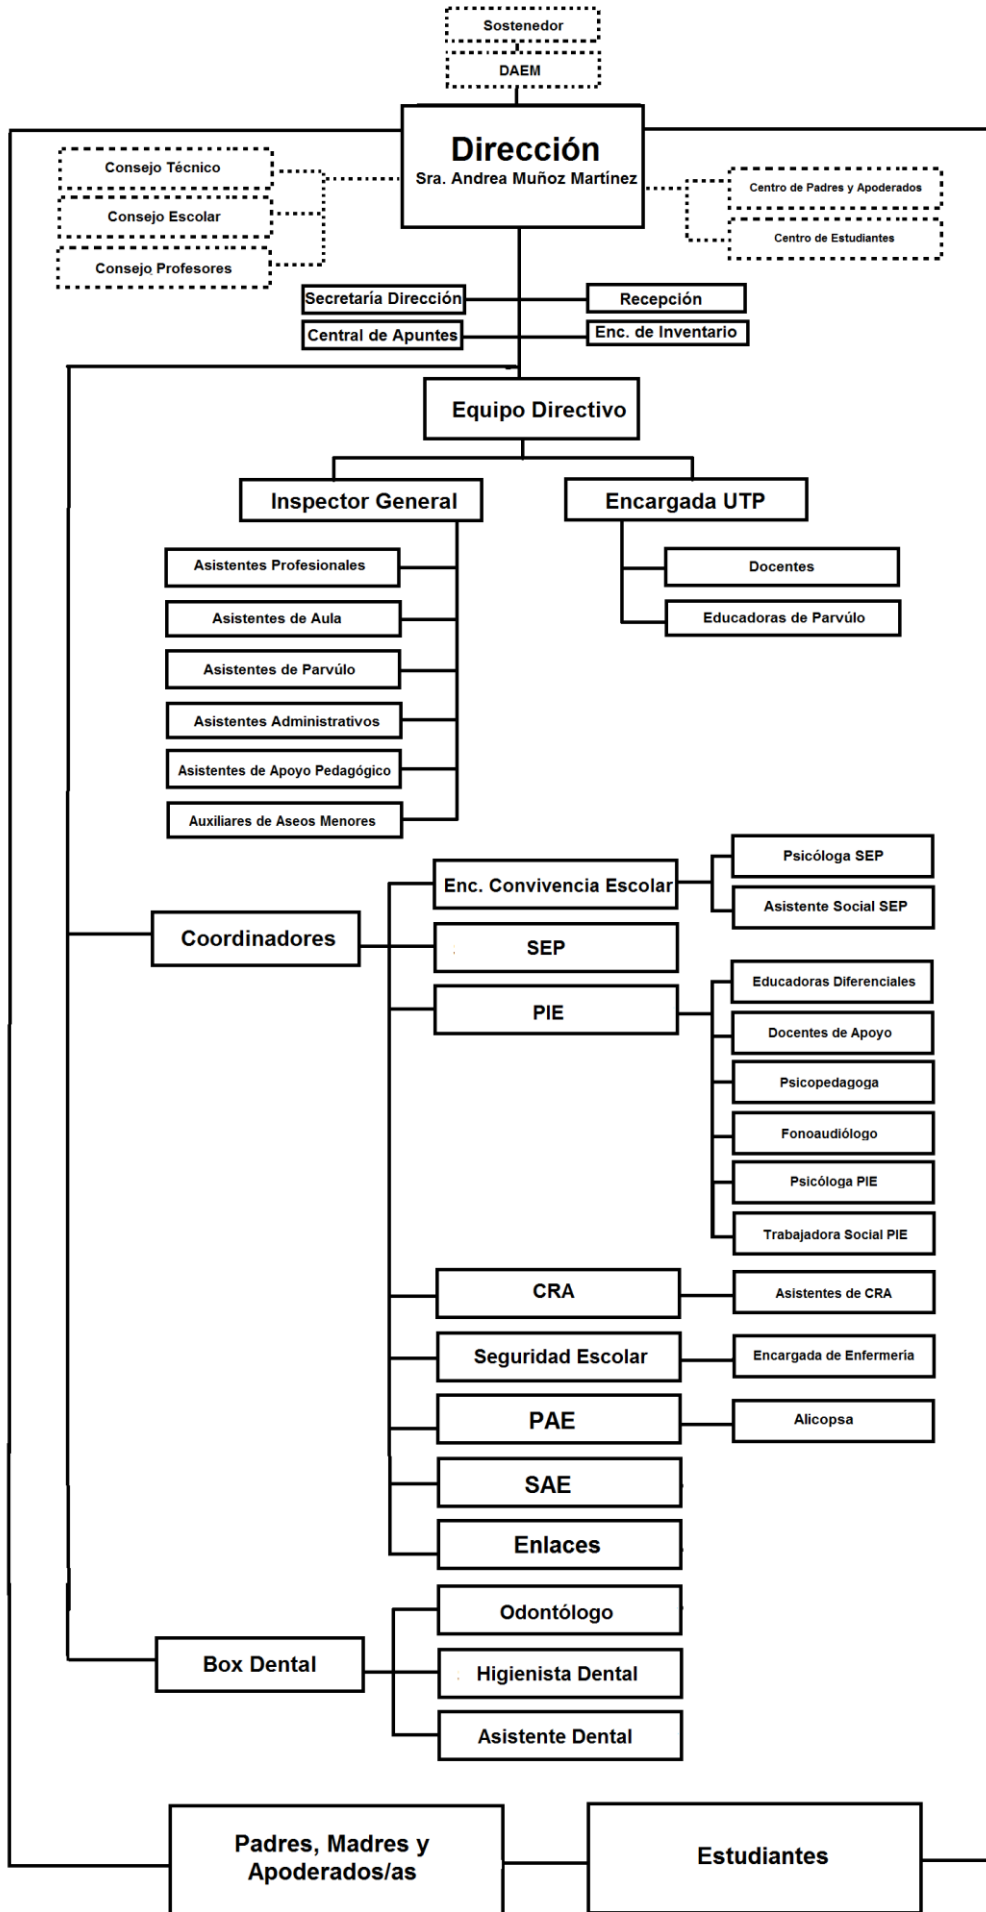 Sostenedor
DAEM
Dirección
Sra. Andrea Muñoz Martínez
Consejo Técnico
Consejo Escolar
Consejo Profesores
Centro de Padres y Apoderados
Centro de Estudiantes
Secretaría Dirección
Recepción
Central de Apuntes
Enc. de Inventario
Equipo Directivo
Inspector General
Encargada UTP
Asistentes Profesionales
Asistentes de Aula
Asistentes de Parvúlo
Asistentes Administrativos
Asistentes de Apoyo Pedagógico
Auxiliares de Aseos Menores
Docentes
Educadoras de Parvúlo
Coordinadores
Enc. Convivencia Escolar
Psicóloga SEP
Asistente Social SEP
SEP
PIE
Educadoras Diferenciales
Docentes de Apoyo
Psicopedagoga
Fonoaudiólogo
Psicóloga PIE
Trabajadora Social PIE
CRA
Asistentes de CRA
Seguridad Escolar
Encargada de Enfermería
PAE
Alicopsa
SAE
Enlaces
Box Dental
Odontólogo
Higienista Dental
Asistente Dental
Padres, Madres y
Apoderados/as
Estudiantes